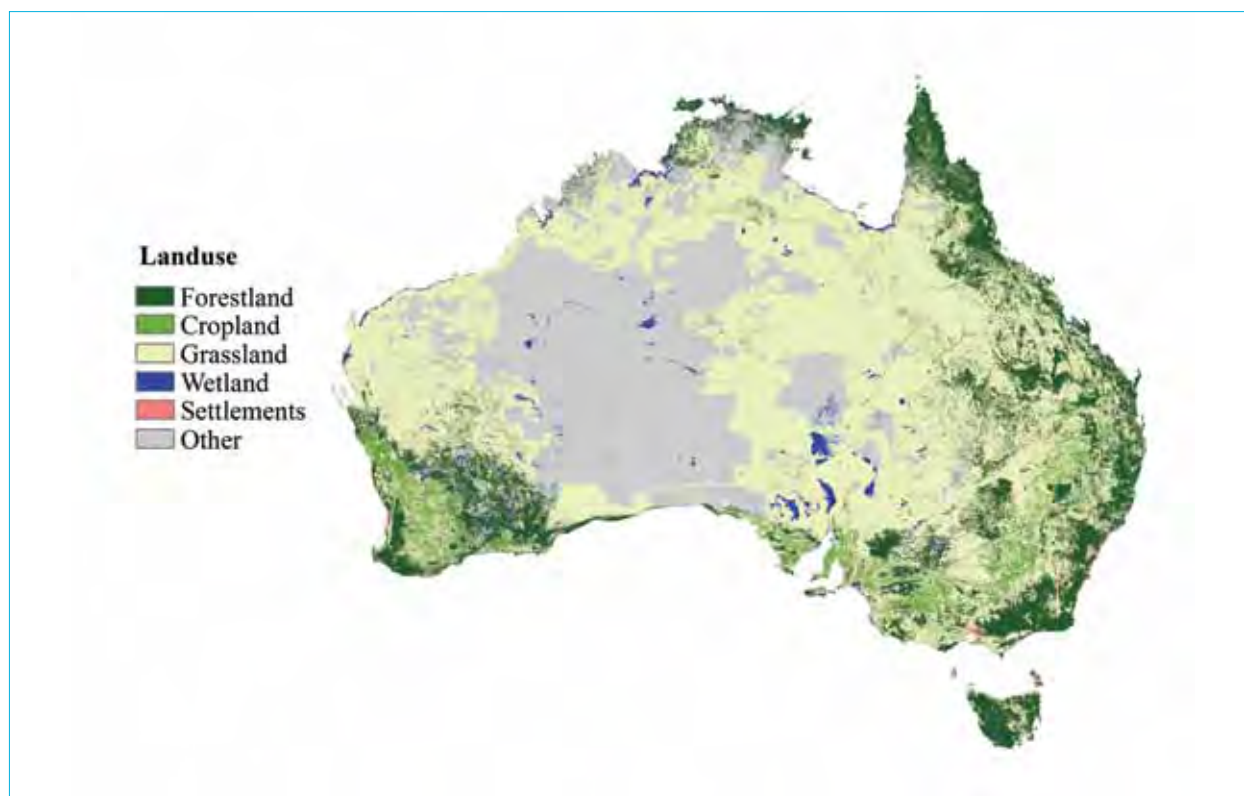 Landuse
Forestland
Cropland
Grassland
Wetland
Settlements
Other